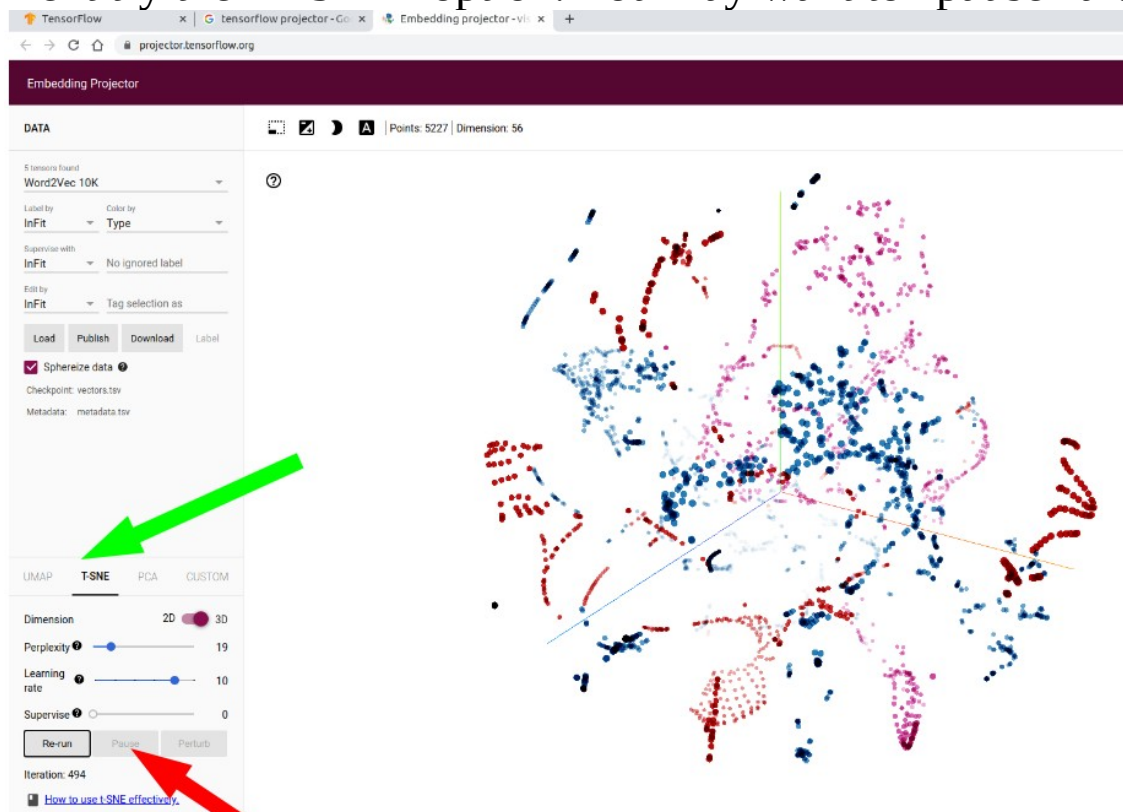 TensorFlow
tensorflow projector - Go
Embedding projector - vis
projector.tensorflow.org
Embedding Projector
DATA
Points: 5227 | Dimension: 56
5 tensors found
Word2Vec 10K
Label by Color by
InFit Type
Supervise with
InFit No ignored label
Edit by
InFit Tag selection as
Load Publish Download Label
Sphereize data
Checkpoint: vectors.tsv
Metadata: metadata.tsv
UMAP T-SNE PCA CUSTOM
Dimension 2D 3D
Perplexity 19
Learning
rate 10
Supervise 0
Re-run Pause Perturb
Iteration: 494
How to use t-SNE effectively.